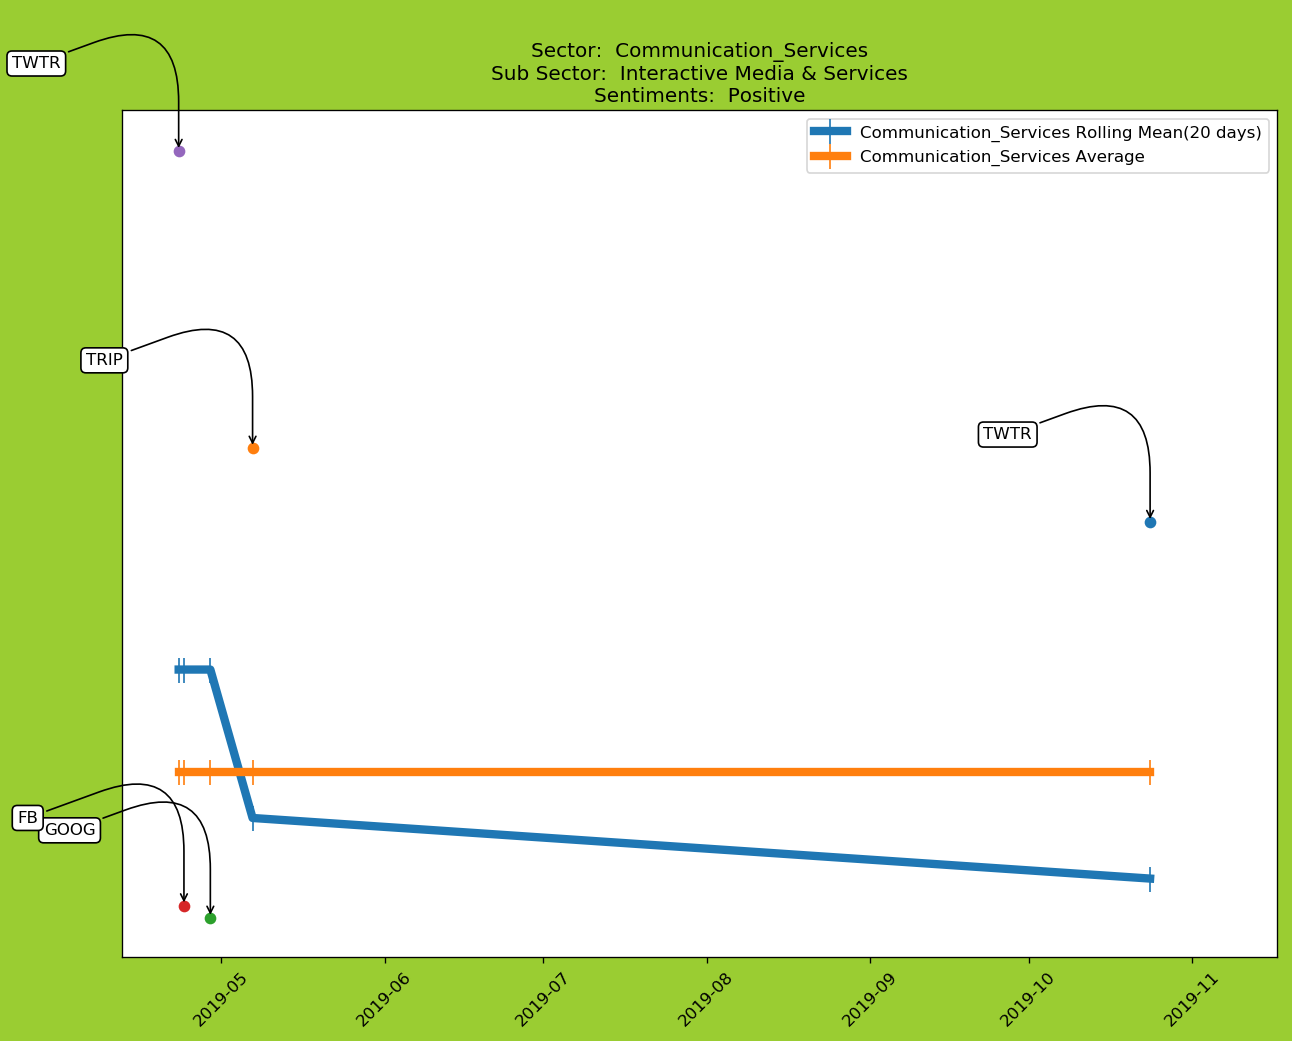 Sector:  Communication_Services
Sub Sector:  Interactive Media & Services
Sentiments:  Positive
Communication_Services Rolling Mean(20 days)
Communication_Services Average
TWTR
TRIP
TWTR
FB
GOOG
2019-05
2019-06
2019-07
2019-08
2019-09
2019-10
2019-11